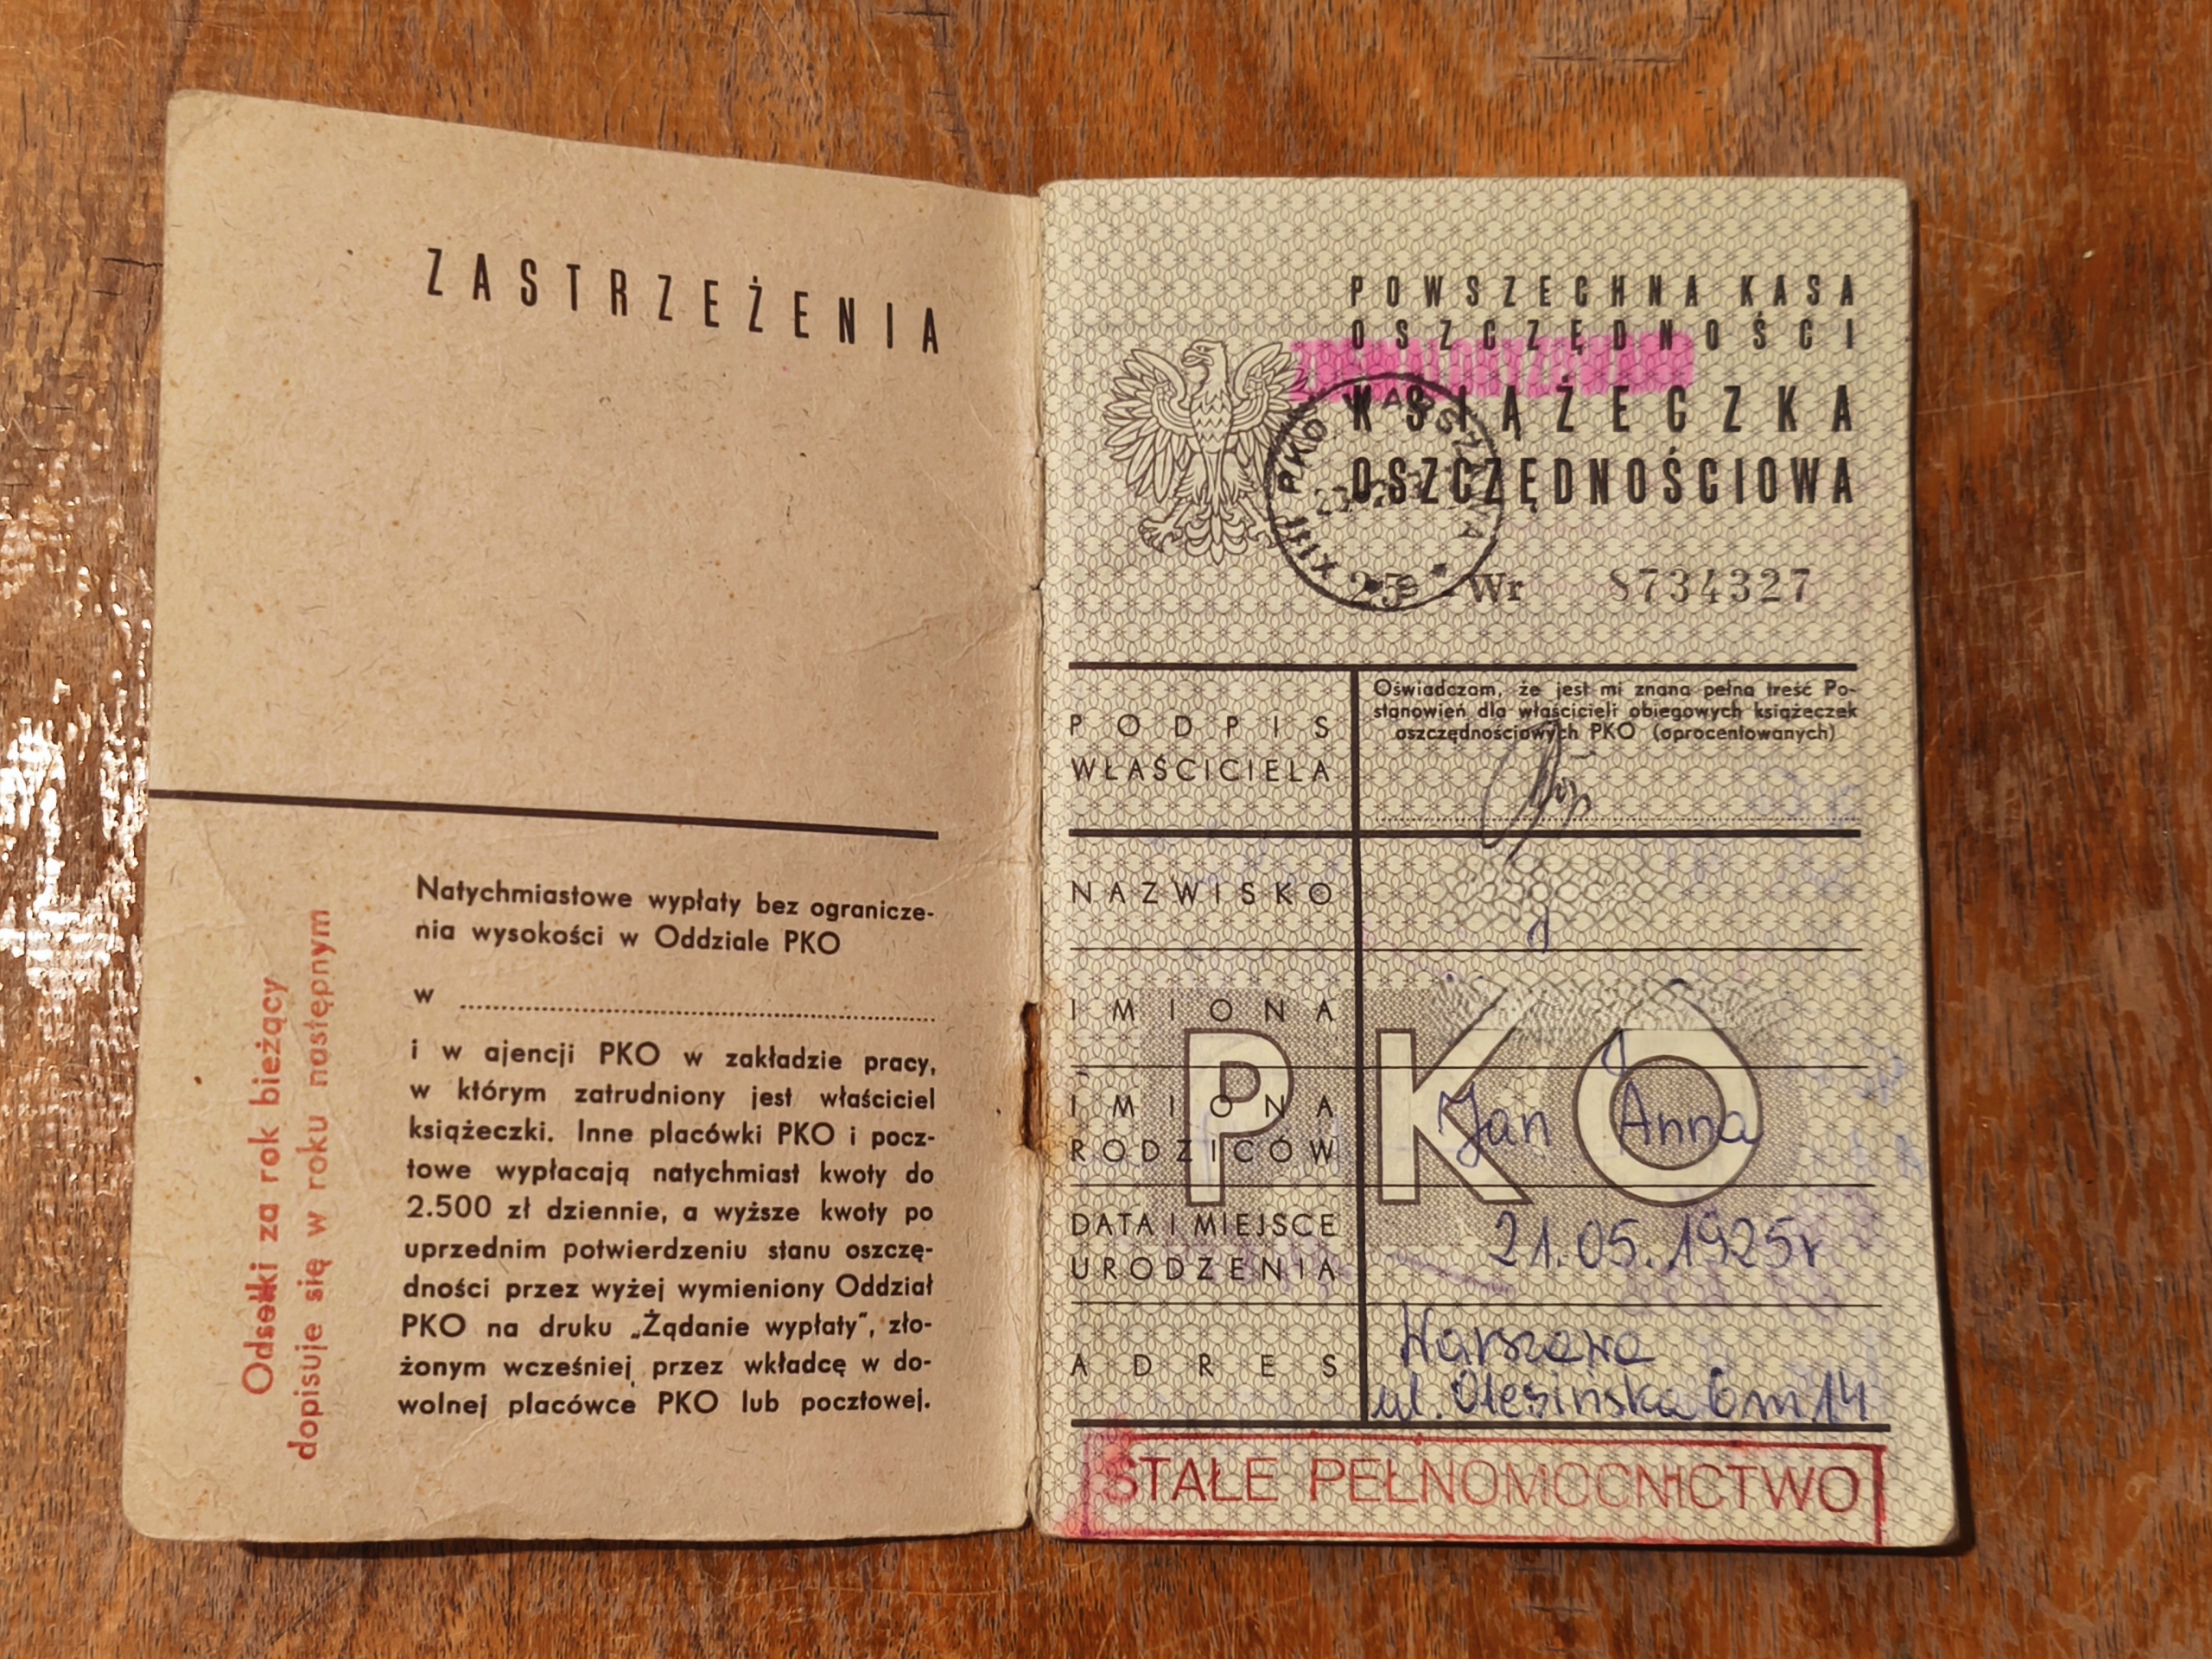 ZASTRZEŻENIA
Natychmiastowe wypłaty bez ogranicze-
nia wysokości w Oddziale PKO
w
i w ajencji PKO w zakładzie pracy,
w którym zatrudniony jest właściciel
książeczki. Inne placówki PKO i pocz-
towe wypłacają natychmiast kwoty do
2.500 zł dziennie, a wyższe kwoty po
uprzednim potwierdzeniu stanu oszczę-
dności przez wyżej wymieniony Oddział
PKO na druku „Żądanie wypłaty”, zło-
żonym wcześniej przez wkładcę w do-
wolnej placówce PKO lub pocztowej.
Odsetki za rok bieżący
dopisuje się w roku następnym
POWSZECHNA KASA
OSZCZĘDNOŚCI
KSIĄŻECZKA
OSZCZĘDNOŚCIOWA
XIII PKO WARSZAWA
Wr 8734327
PODPIS
WŁAŚCICIELA
Oświadczam, że jest mi znana pełna treść Po-
stanowień dla właścicieli obiegowych książeczek
oszczędnościowych PKO (oprocentowanych)
NAZWISKO
IMIONA
PKO
IMIONA
RODZICÓW
Jan Anna
DATA I MIEJSCE
URODZENIA
21.05.1925r
ADRES
Warszawa
ul. Olesińska 6 m 14
STAŁE PEŁNOMOCNICTWO